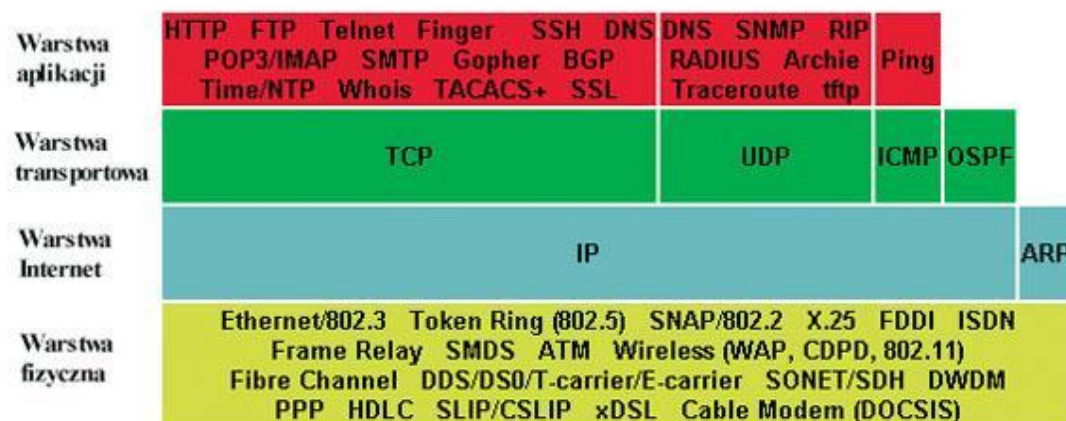 Warstwa
aplikacji
HTTP FTP Telnet Finger SSH DNS
POP3/IMAP SMTP Gopher BGP
Time/NTP Whois TACACS+ SSL
DNS SNMP RIP
RADIUS Archie
Traceroute tftp
Ping
Warstwa
transportowa
TCP
UDP
ICMP
OSPF
Warstwa
Internet
IP
ARP
Warstwa
fizyczna
Ethernet/802.3 Token Ring (802.5) SNAP/802.2 X.25 FDDI ISDN
Frame Relay SMDS ATM Wireless (WAP, CDPD, 802.11)
Fibre Channel DDS/DS0/T-carrier/E-carrier SONET/SDH DWDM
PPP HDLC SLIP/CSLIP xDSL Cable Modem (DOCSIS)